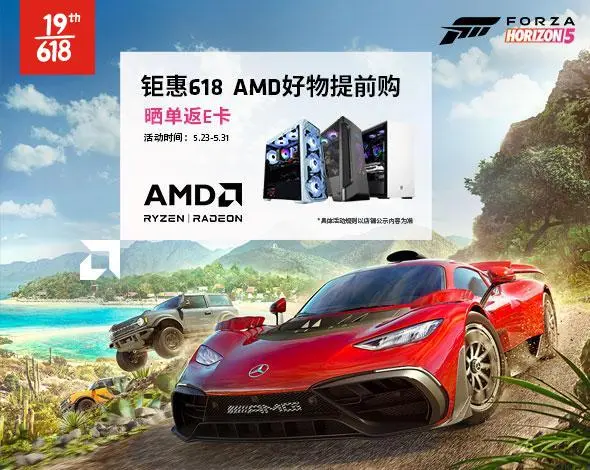 19th
618
FORZA
HORIZON 5
钜惠618 AMD好物提前购
晒单返E卡
活动时间：5.23-5.31
AMD
RYZEN | RADEON
*具体活动规则以店铺公示内容为准
AMG